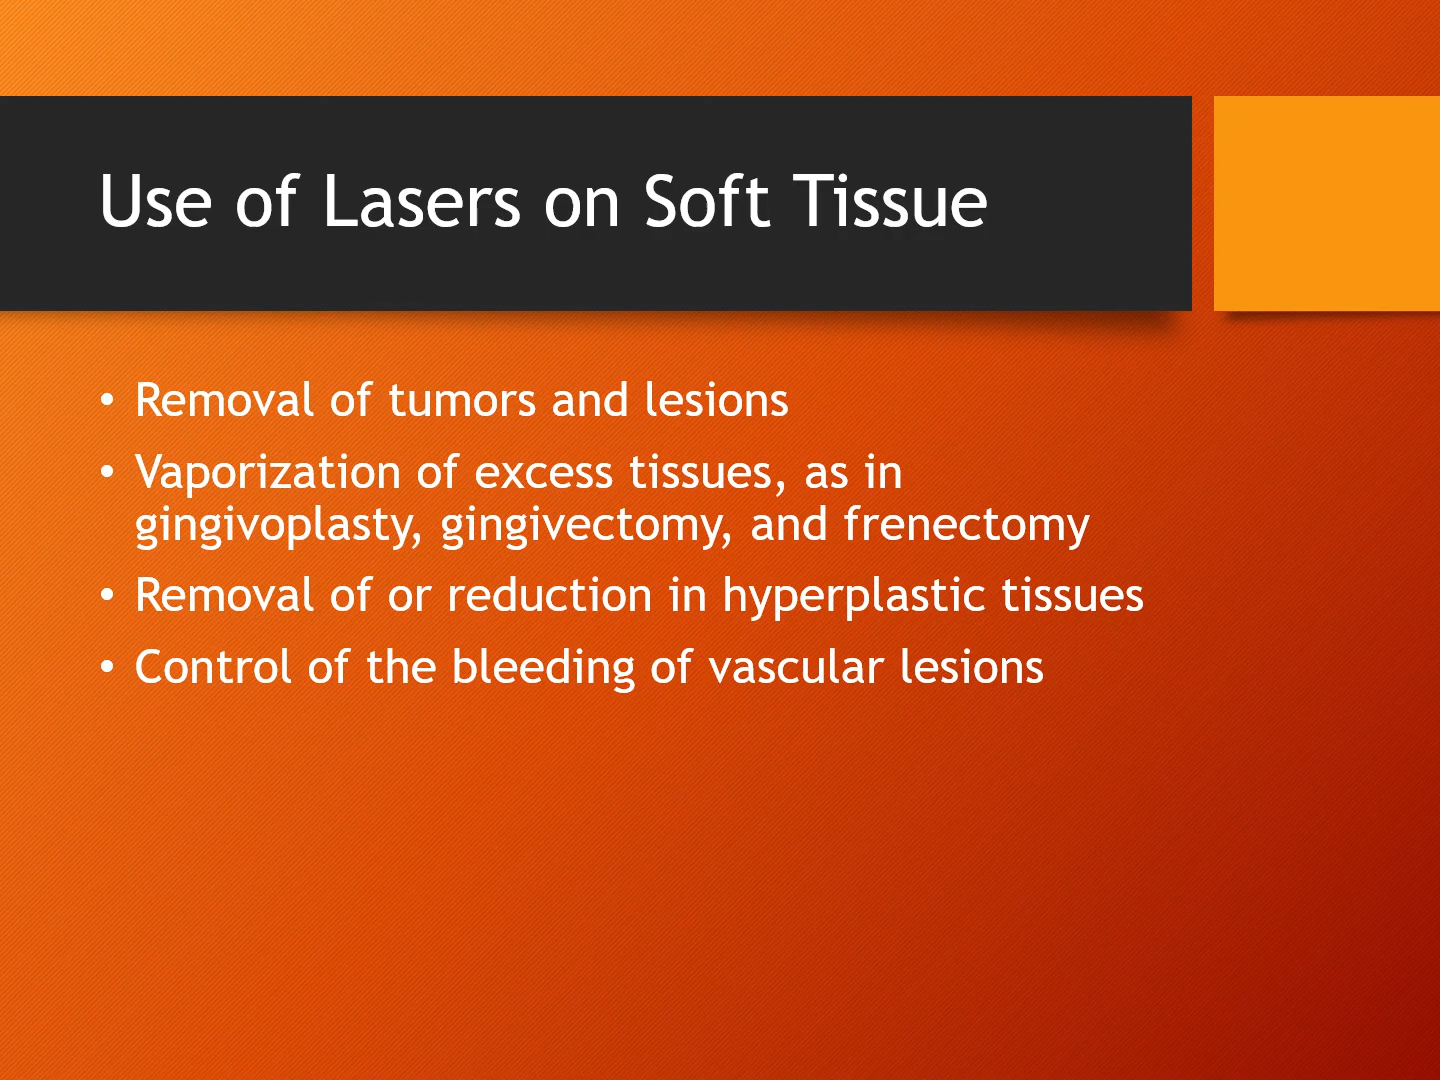 Use of Lasers on Soft Tissue
• Removal of tumors and lesions
• Vaporization of excess tissues, as in
gingivoplasty, gingivectomy, and frenectomy
• Removal of or reduction in hyperplastic tissues
• Control of the bleeding of vascular lesions